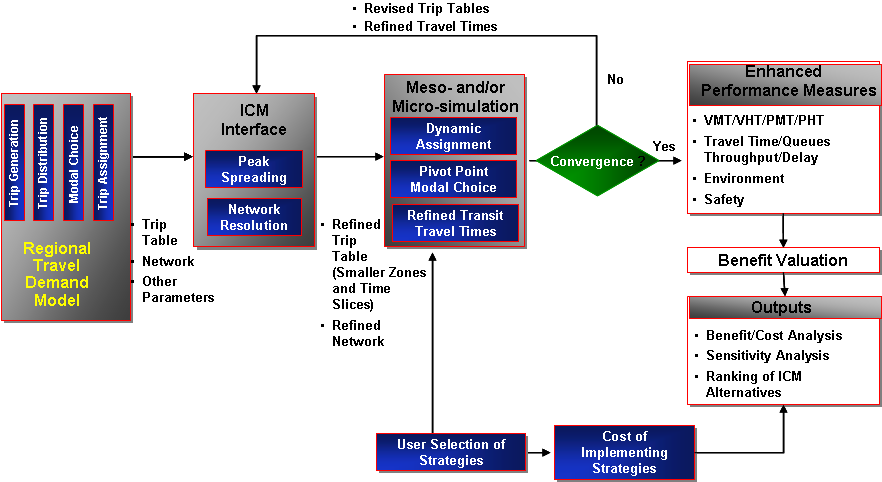 • Revised Trip Tables
• Refined Travel Times
No
Trip Generation
Trip Distribution
Modal Choice
Trip Assignment
Regional
Travel
Demand
Model
• Trip
Table
• Network
• Other
Parameters
ICM
Interface
Peak
Spreading
Network
Resolution
• Refined
Trip
Table
(Smaller Zones
and Time
Slices)
• Refined
Network
Meso- and/or
Micro-simulation
Dynamic
Assignment
Pivot Point
Modal Choice
Refined Transit
Travel Times
Convergence ?
Yes
Enhanced
Performance Measures
• VMT/VHT/PMT/PHT
• Travel Time/Queues
Throughput/Delay
• Environment
• Safety
Benefit Valuation
Outputs
• Benefit/Cost Analysis
• Sensitivity Analysis
• Ranking of ICM
Alternatives
User Selection of
Strategies
Cost of
Implementing
Strategies